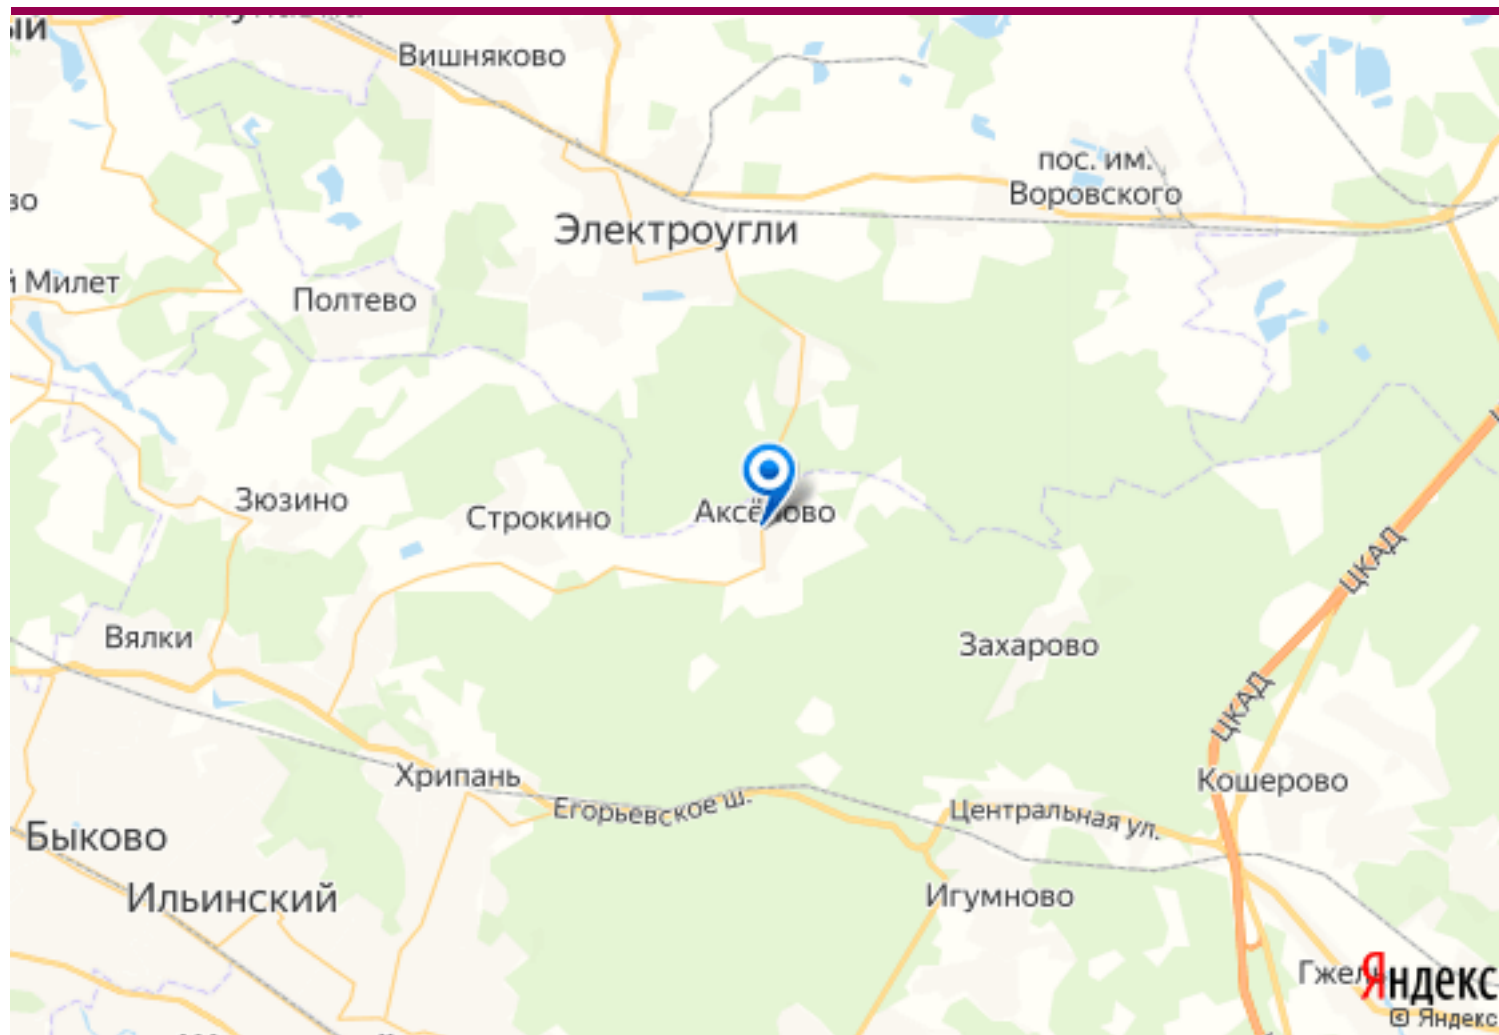 ый
Вишняково
пос. им.
Воровского
Электроугли
Милет
Полтево
Зюзино
Строкино
Вялки
Захарово
ЦКАД
ЦКАД
Хрипань
Кошерово
Егорьевское ш.
Центральная ул.
Быково
Ильинский
Игумново
Яндекс
© Яндекс